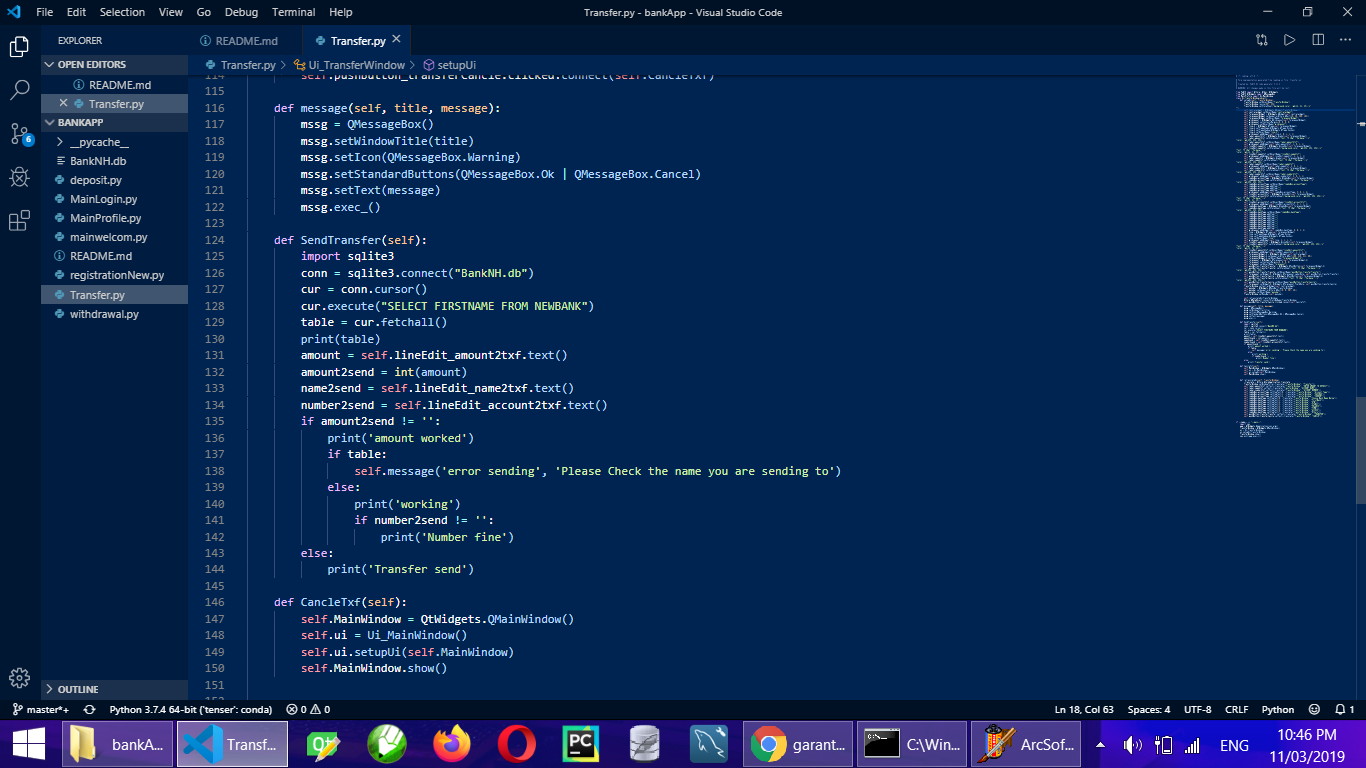 File Edit Selection View Go Debug Terminal Help
Transfer.py - bankApp - Visual Studio Code
EXPLORER
OPEN EDITORS
README.md
Transfer.py
BANKAPP
__pycache__
BankNH.db
deposit.py
MainLogin.py
MainProfile.py
mainwelcom.py
README.md
registrationNew.py
Transfer.py
withdrawal.py
OUTLINE
6
README.md Transfer.py
Transfer.py Ui_TransferWindow setupUi
114 self.pushButton_transferCancle.clicked.connect(self.CancleTxf)
115
116 def message(self, title, message):
117 mssg = QMessageBox()
118 mssg.setWindowTitle(title)
119 mssg.setIcon(QMessageBox.Warning)
120 mssg.setStandardButtons(QMessageBox.Ok | QMessageBox.Cancel)
121 mssg.setText(message)
122 mssg.exec_()
123
124 def SendTransfer(self):
125 import sqlite3
126 conn = sqlite3.connect("BankNH.db")
127 cur = conn.cursor()
128 cur.execute("SELECT FIRSTNAME FROM NEWBANK")
129 table = cur.fetchall()
130 print(table)
131 amount = self.lineEdit_amount2txf.text()
132 amount2send = int(amount)
133 name2send = self.lineEdit_name2txf.text()
134 number2send = self.lineEdit_account2txf.text()
135 if amount2send != '':
136 print('amount worked')
137 if table:
138 self.message('error sending', 'Please Check the name you are sending to')
139 else:
140 print('working')
141 if number2send != '':
142 print('Number fine')
143 else:
144 print('Transfer send')
145
146 def CancleTxf(self):
147 self.MainWindow = QtWidgets.QMainWindow()
148 self.ui = Ui_MainWindow()
149 self.ui.setupUi(self.MainWindow)
150 self.MainWindow.show()
151
master*+ Python 3.7.4 64-bit ('tenser': conda) 0 0 Ln 18, Col 63 Spaces: 4 UTF-8 CRLF Python 1
bankA... Transf... Qt PC garant... C:\Win... ArcSof... ENG
10:46 PM
11/03/2019